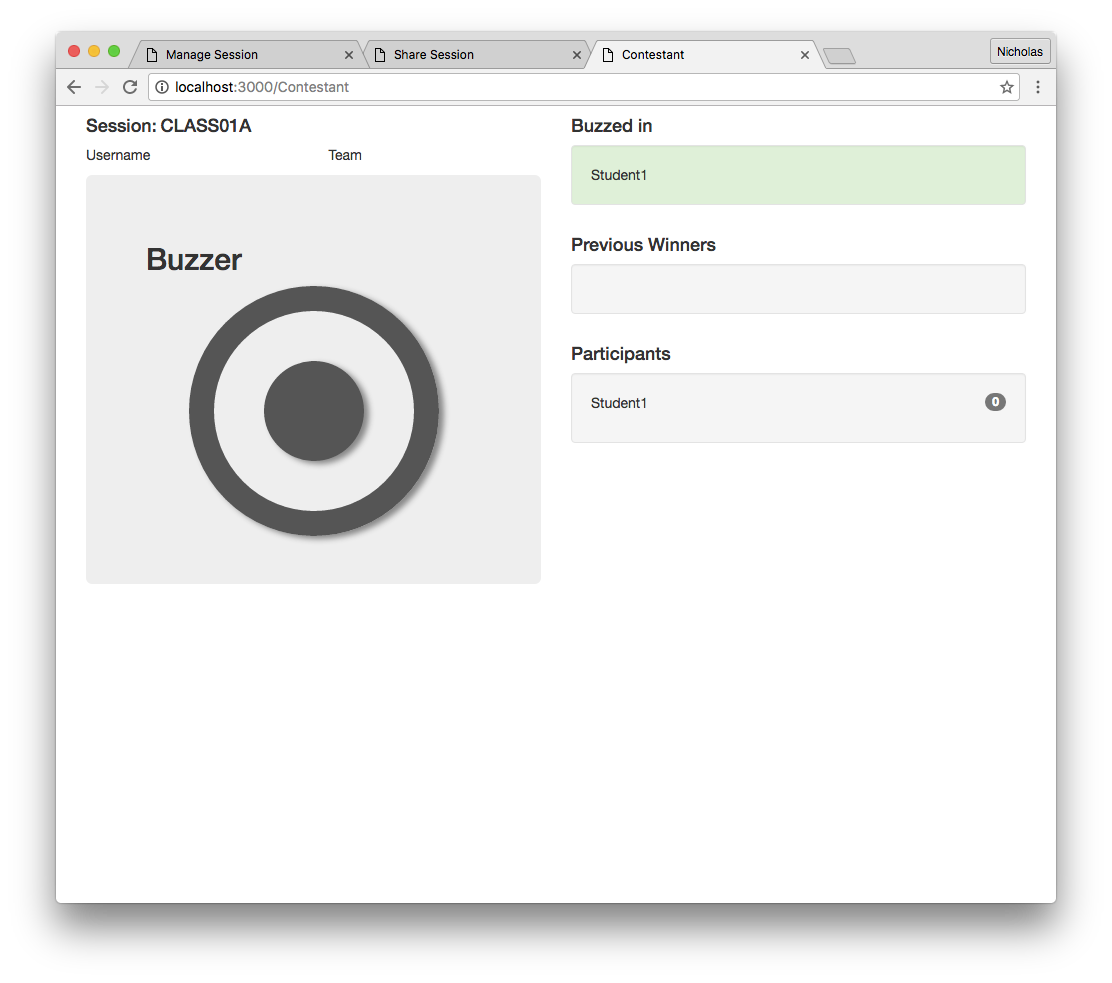 Manage Session
Share Session
Contestant
Nicholas
localhost:3000/Contestant
Session: CLASS01A
Username
Team
Buzzer
Buzzed in
Student1
Previous Winners
Participants
Student1
0